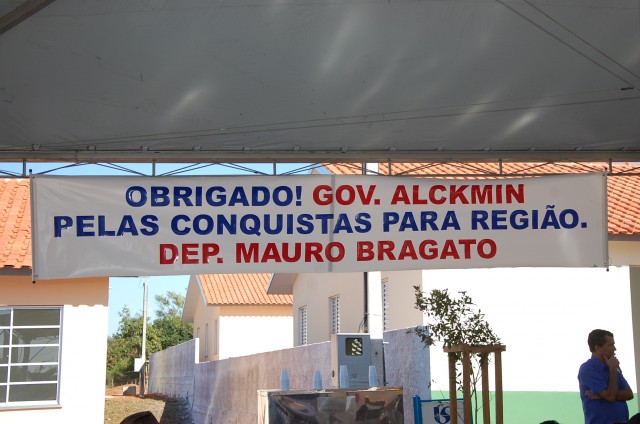 OBRIGADO! GOV. ALCKMIN
PELAS CONQUISTAS PARA REGIÃO.
DEP. MAURO BRAGATO